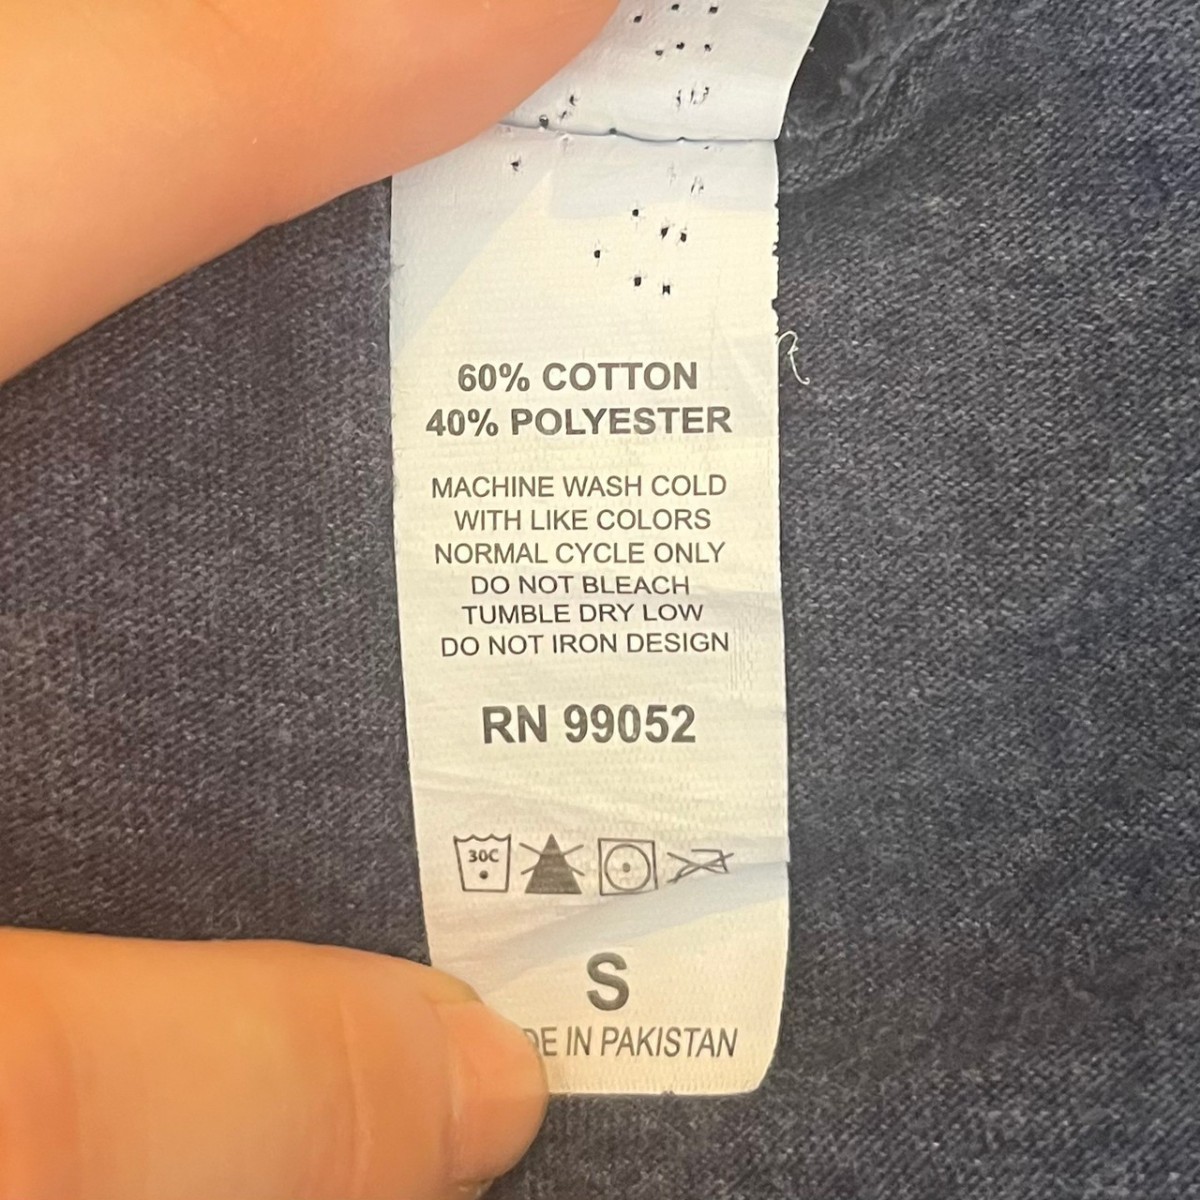 60% COTTON
40% POLYESTER
MACHINE WASH COLD
WITH LIKE COLORS
NORMAL CYCLE ONLY
DO NOT BLEACH
TUMBLE DRY LOW
DO NOT IRON DESIGN
RN 99052
30C
S
IN PAKISTAN